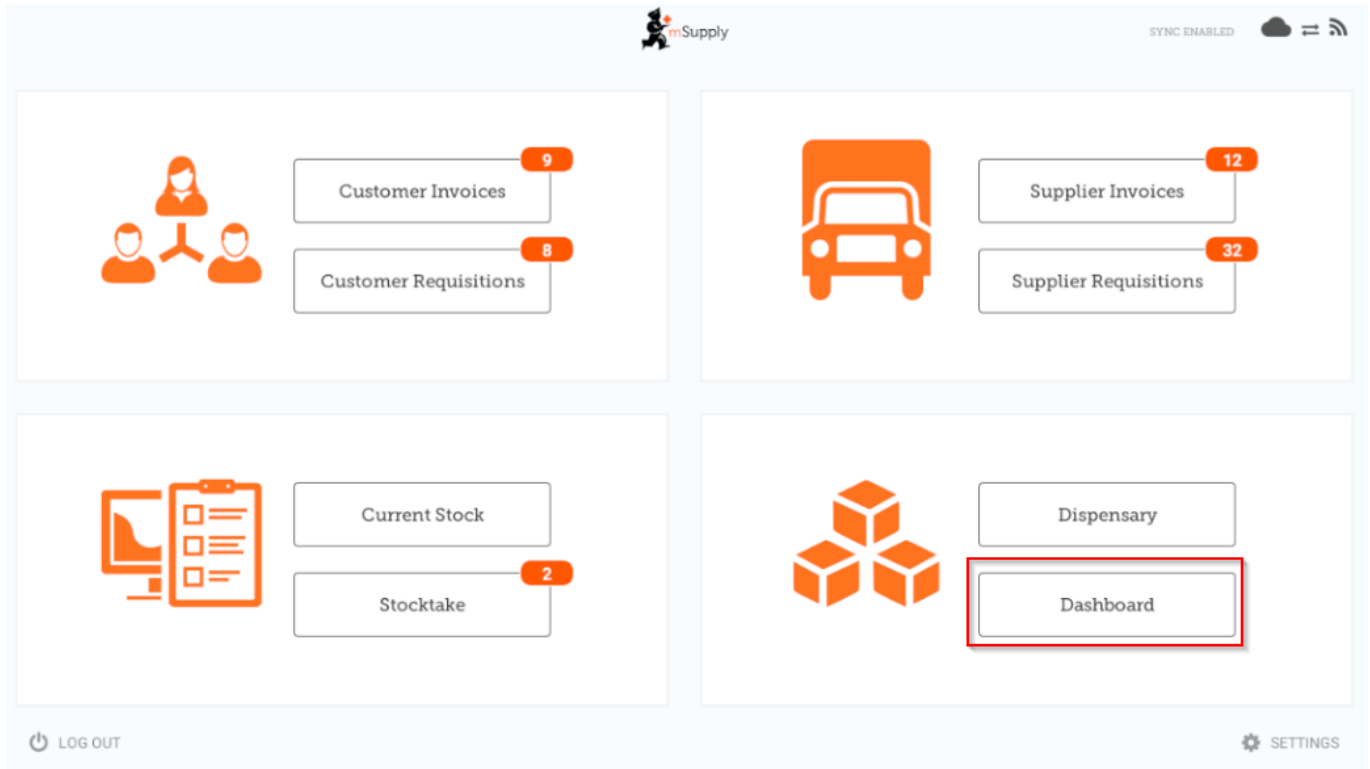 mSupply
SYNC ENABLED
9
Customer Invoices
8
Customer Requisitions
12
Supplier Invoices
32
Supplier Requisitions
Current Stock
2
Stocktake
Dispensary
Dashboard
LOG OUT
SETTINGS